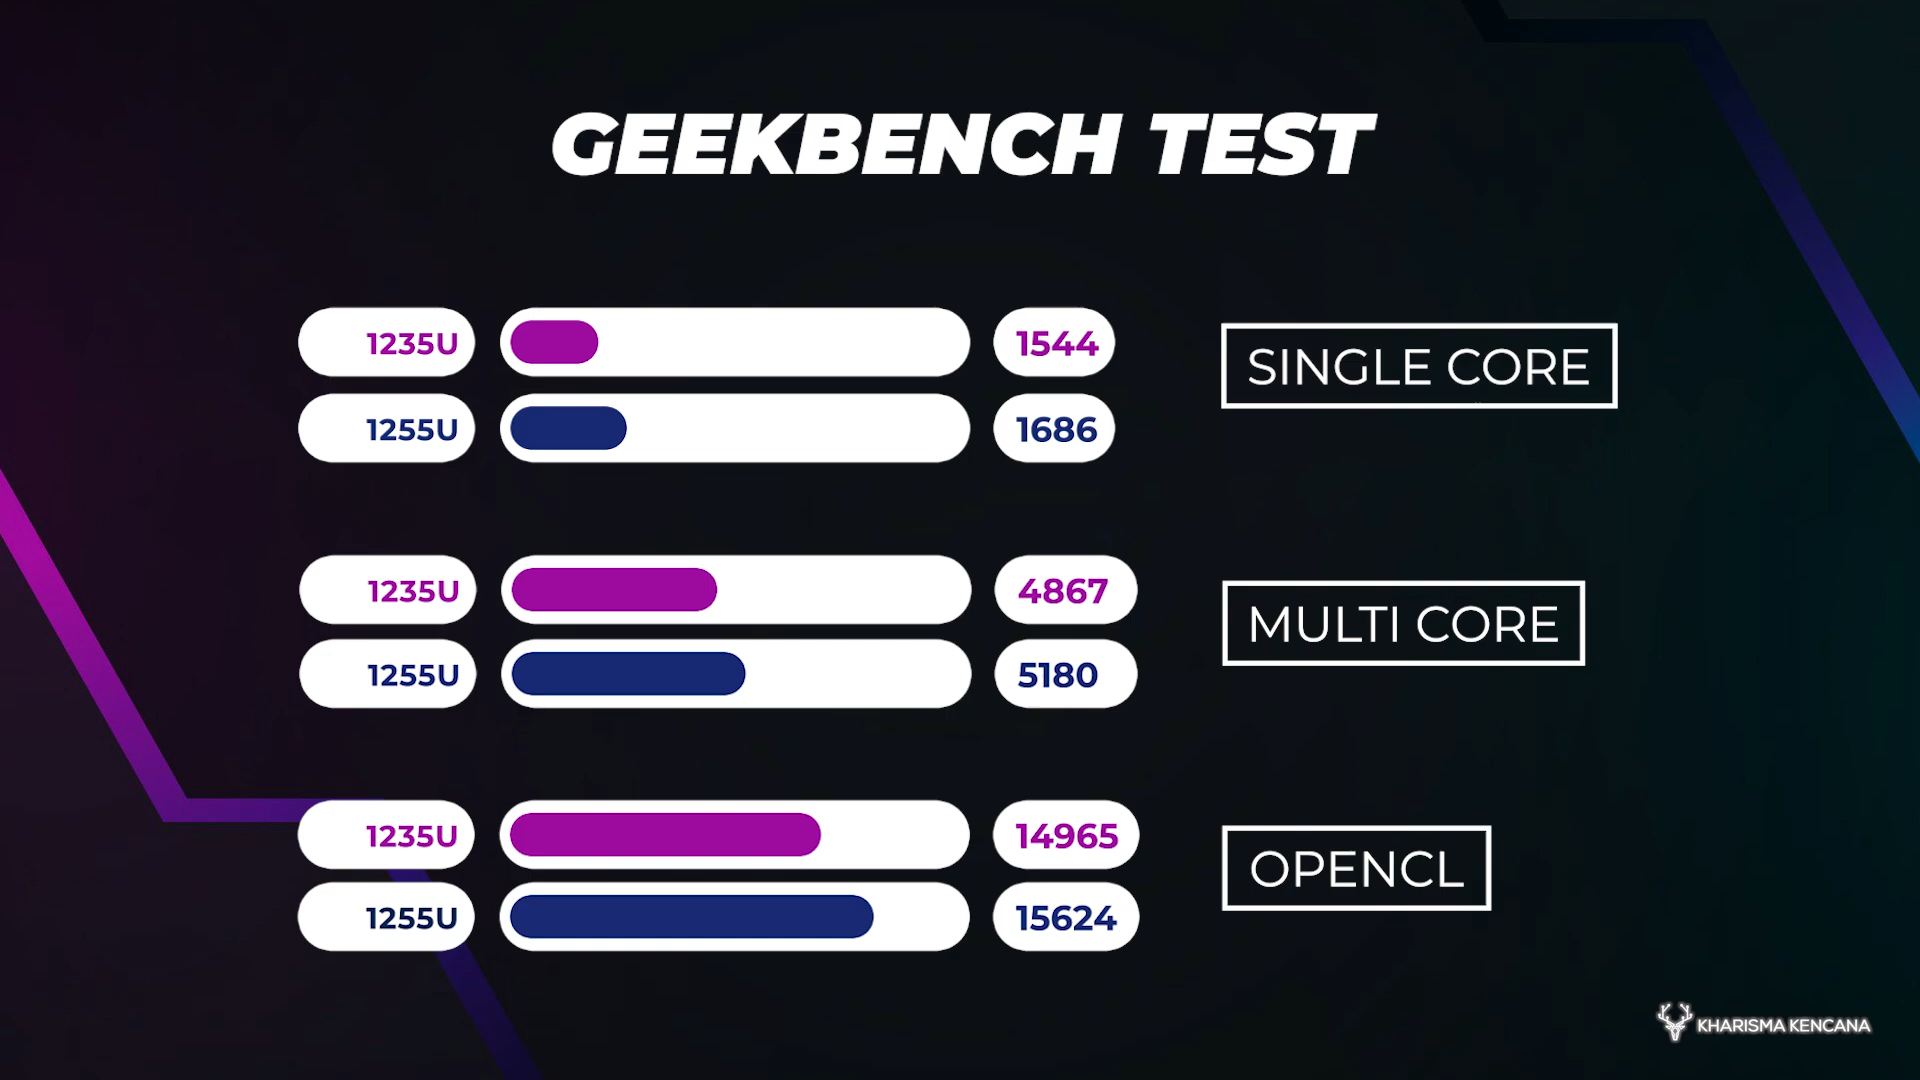 GEEKBENCH TEST
1235U 1544
SINGLE CORE
1255U 1686
1235U 4867
MULTI CORE
1255U 5180
1235U 14965
OPENCL
1255U 15624
KHARISMA KENCANA